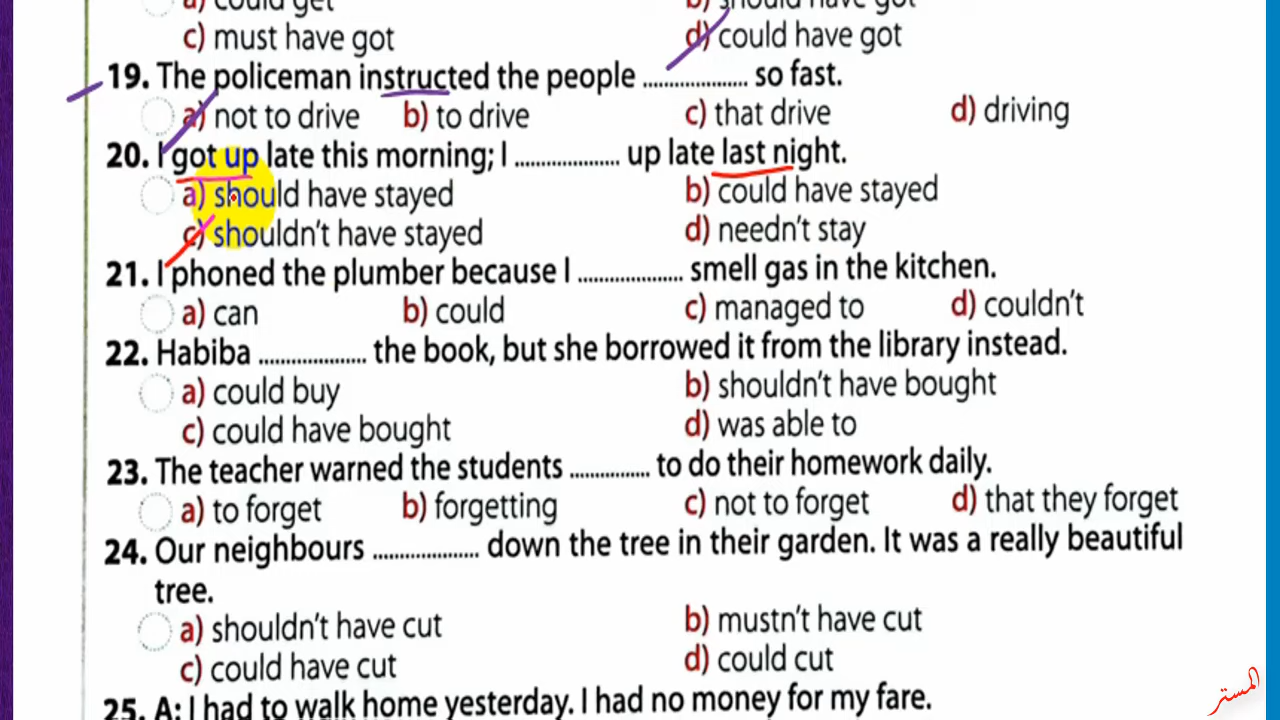 a) could get b) should have got
c) must have got d) could have got
19. The policeman instructed the people .................... so fast.
a) not to drive b) to drive c) that drive d) driving
20. I got up late this morning; I .................... up late last night.
a) should have stayed b) could have stayed
c) shouldn't have stayed d) needn't stay
21. I phoned the plumber because I .................... smell gas in the kitchen.
a) can b) could c) managed to d) couldn't
22. Habiba .................... the book, but she borrowed it from the library instead.
a) could buy b) shouldn't have bought
c) could have bought d) was able to
23. The teacher warned the students ............... to do their homework daily.
a) to forget b) forgetting c) not to forget d) that they forget
24. Our neighbours .................... down the tree in their garden. It was a really beautiful
tree.
a) shouldn't have cut b) mustn't have cut
c) could have cut d) could cut
25. A: I had to walk home yesterday. I had no money for my fare.
المستر